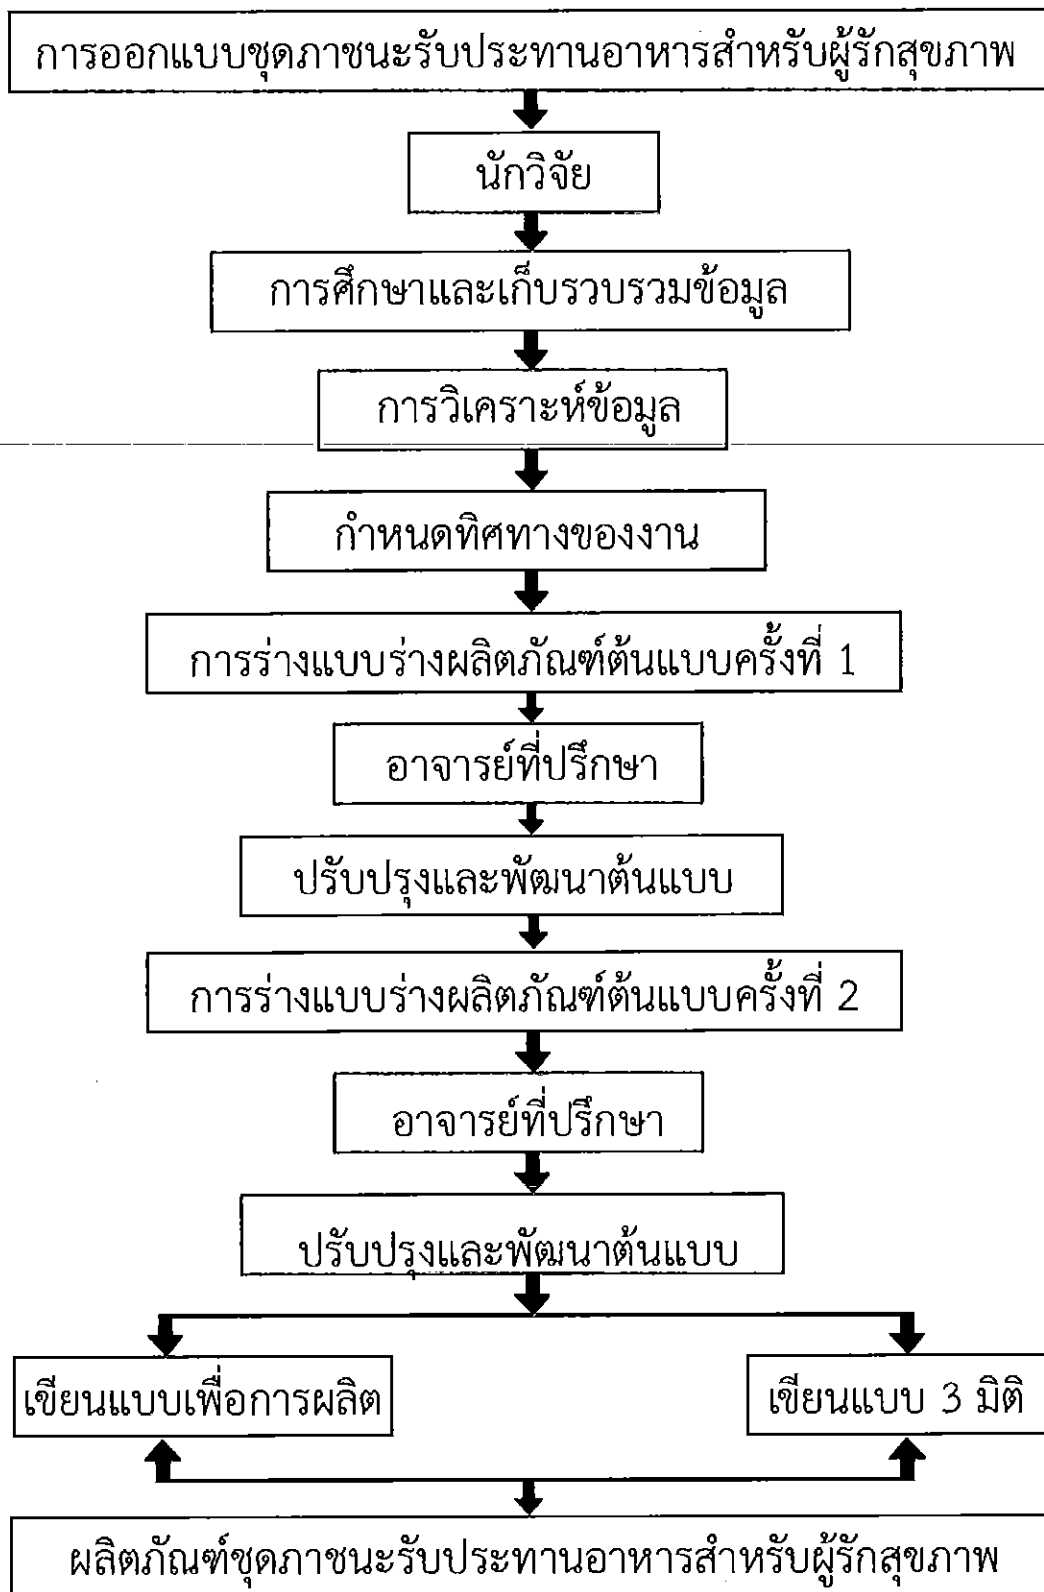 การออกแบบชุดภาชนะรับประทานอาหารสำหรับผู้รักสุขภาพ
นักวิจัย
การศึกษาและเก็บรวบรวมข้อมูล
การวิเคราะห์ข้อมูล
กำหนดทิศทางของงาน
การร่างแบบร่างผลิตภัณฑ์ต้นแบบครั้งที่ 1
อาจารย์ที่ปรึกษา
ปรับปรุงและพัฒนาต้นแบบ
การร่างแบบร่างผลิตภัณฑ์ต้นแบบครั้งที่ 2
อาจารย์ที่ปรึกษา
ปรับปรุงและพัฒนาต้นแบบ
เขียนแบบเพื่อการผลิต
เขียนแบบ 3 มิติ
ผลิตภัณฑ์ชุดภาชนะรับประทานอาหารสำหรับผู้รักสุขภาพ